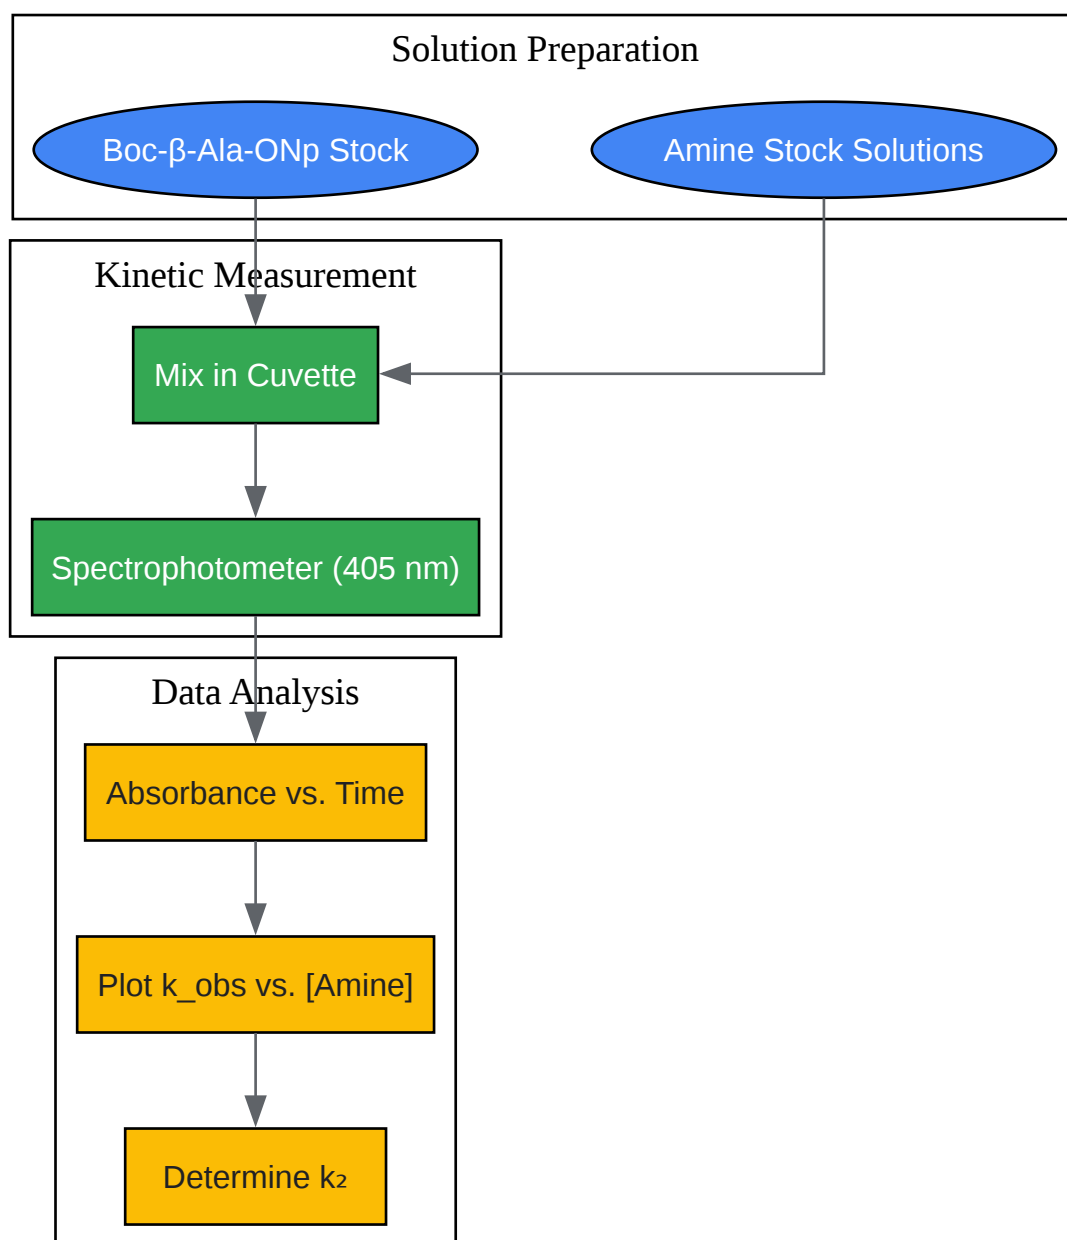 Solution Preparation
Boc-β-Ala-ONp Stock
Amine Stock Solutions
Kinetic Measurement
Mix in Cuvette
Spectrophotometer (405 nm)
Data Analysis
Absorbance vs. Time
Plot k_obs vs. [Amine]
Determine k₂